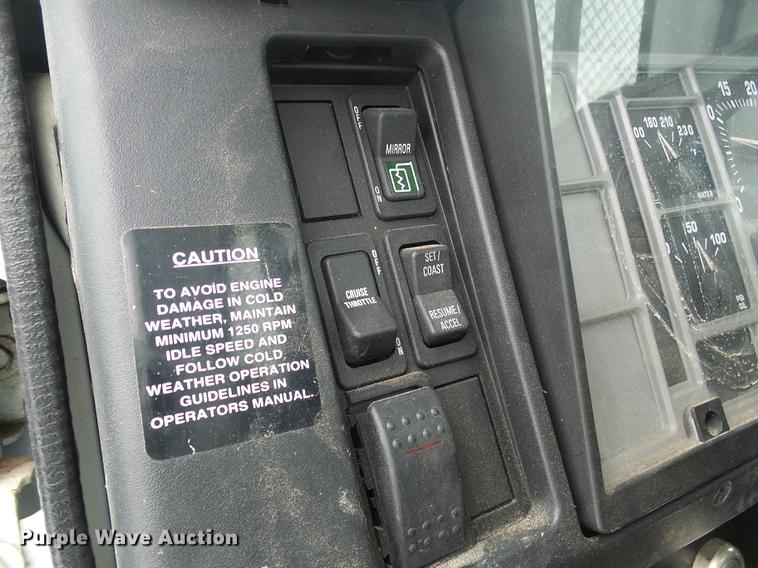 CAUTION
TO AVOID ENGINE
DAMAGE IN COLD
WEATHER, MAINTAIN
MINIMUM 1250 RPM
IDLE SPEED AND
FOLLOW COLD
WEATHER OPERATION
GUIDELINES IN
OPERATORS MANUAL.
OFF
MIRROR
ON
OFF
CRUISE
THROTTLE
ON
SET/
COAST
RESUME/
ACCEL
180 210 230
WATER
50 100
PSI
OIL
15 20
Purple Wave Auction